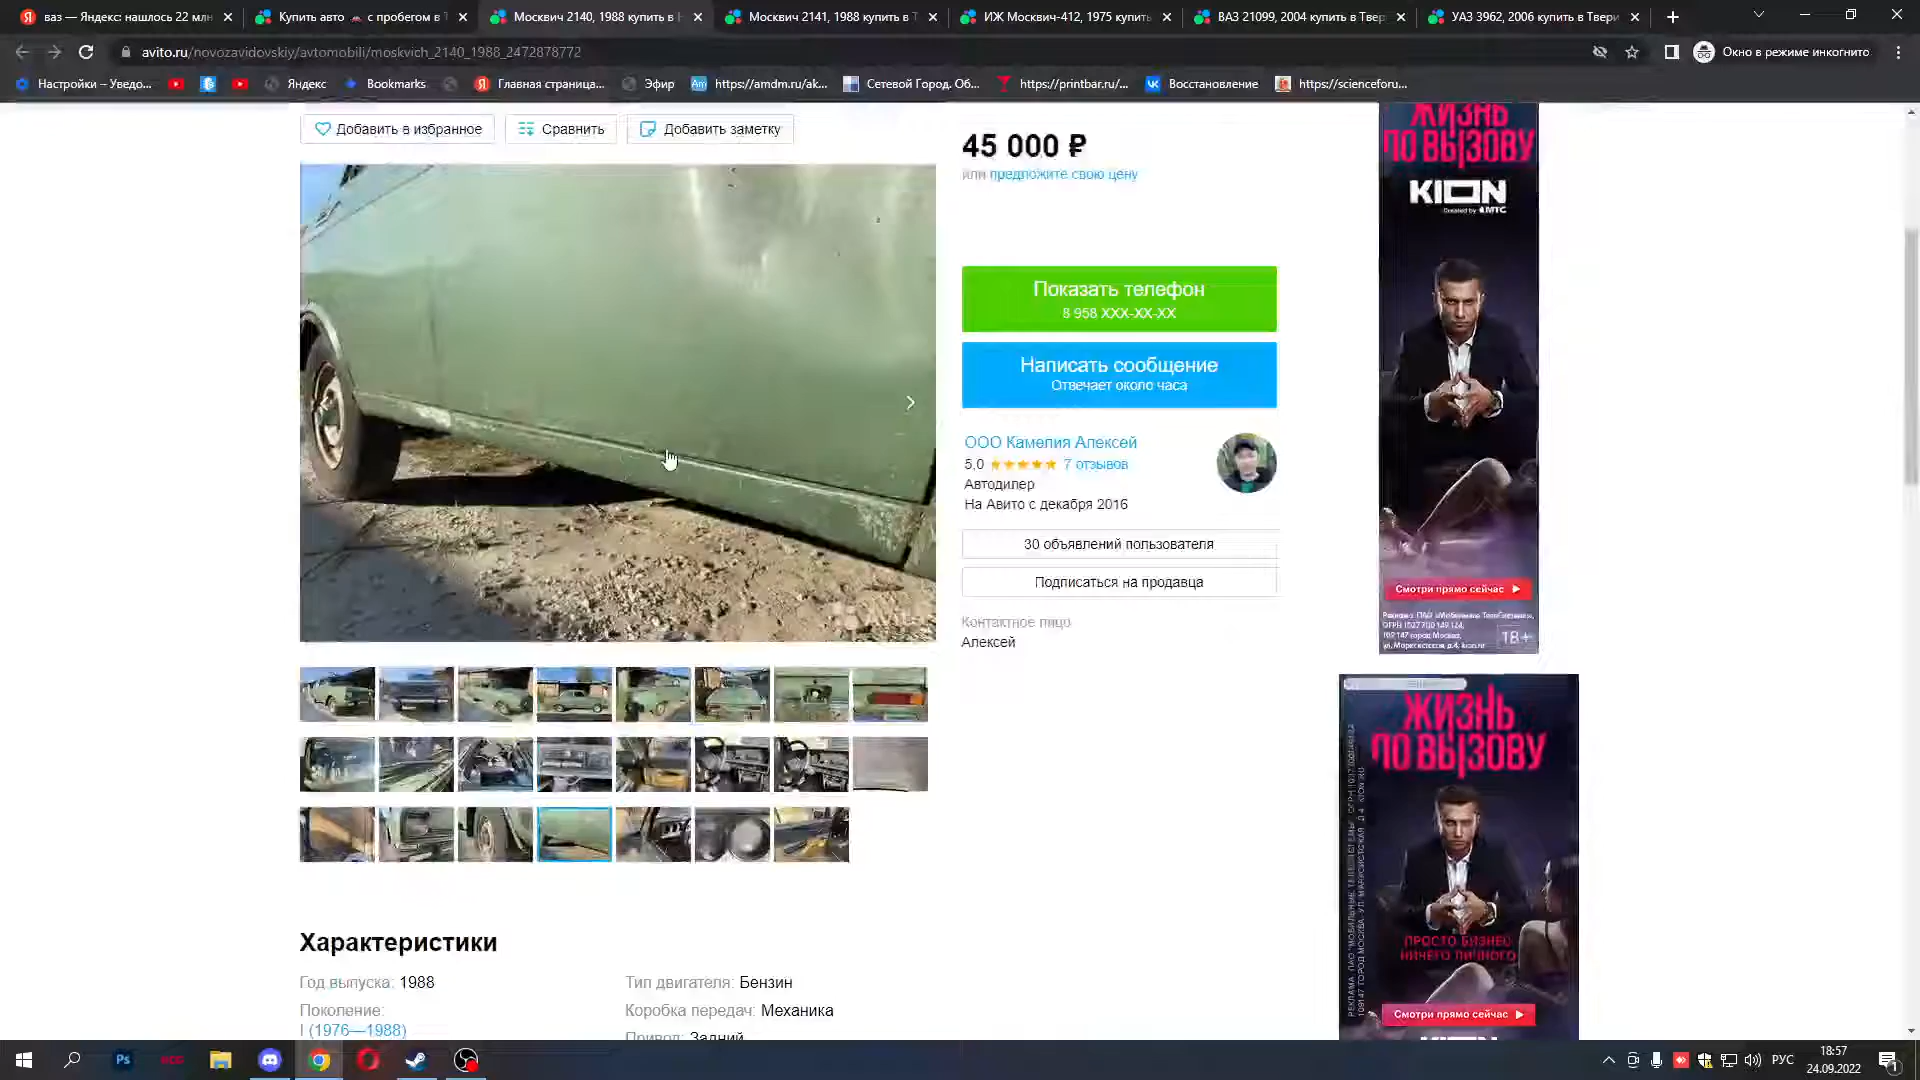 ваз — Яндекс: нашлось 22 млн
Купить авто с пробегом в Т
Москвич 2140, 1988 купить в Н
Москвич 2141, 1988 купить в Т
ИЖ Москвич-412, 1975 купить
ВАЗ 21099, 2004 купить в Твер
УАЗ 3962, 2006 купить в Твери
avito.ru/novozavidovskiy/avtomobili/moskvich_2140_1988_2472878772
Окно в режиме инкогнито
Настройки – Уведо...
Яндекс
Bookmarks
Главная страница...
Эфир
https://amdm.ru/ak...
Сетевой Город. Об...
https://printbar.ru/...
Восстановление
https://scienceforu...
Добавить в избранное
Сравнить
Добавить заметку
45 000 ₽
или предложите свою цену
Показать телефон
8 958 XXX-XX-XX
Написать сообщение
Отвечает около часа
ООО Камелия Алексей
5,0
7 отзывов
Автодилер
На Авито с декабря 2016
30 объявлений пользователя
Подписаться на продавца
Контактное лицо
Алексей
ЖИЗНЬ
ПО ВЫЗОВУ
KION
Created by МТС
Смотри прямо сейчас
18+
ЖИЗНЬ
ПО ВЫЗОВУ
ПРОСТО БИЗНЕС
НИЧЕГО ЛИЧНОГО
Смотри прямо сейчас
Характеристики
Год выпуска: 1988
Поколение:
I (1976—1988)
Тип двигателя: Бензин
Коробка передач: Механика
Привод: Задний
Ps
РУС
18:57
24.09.2022